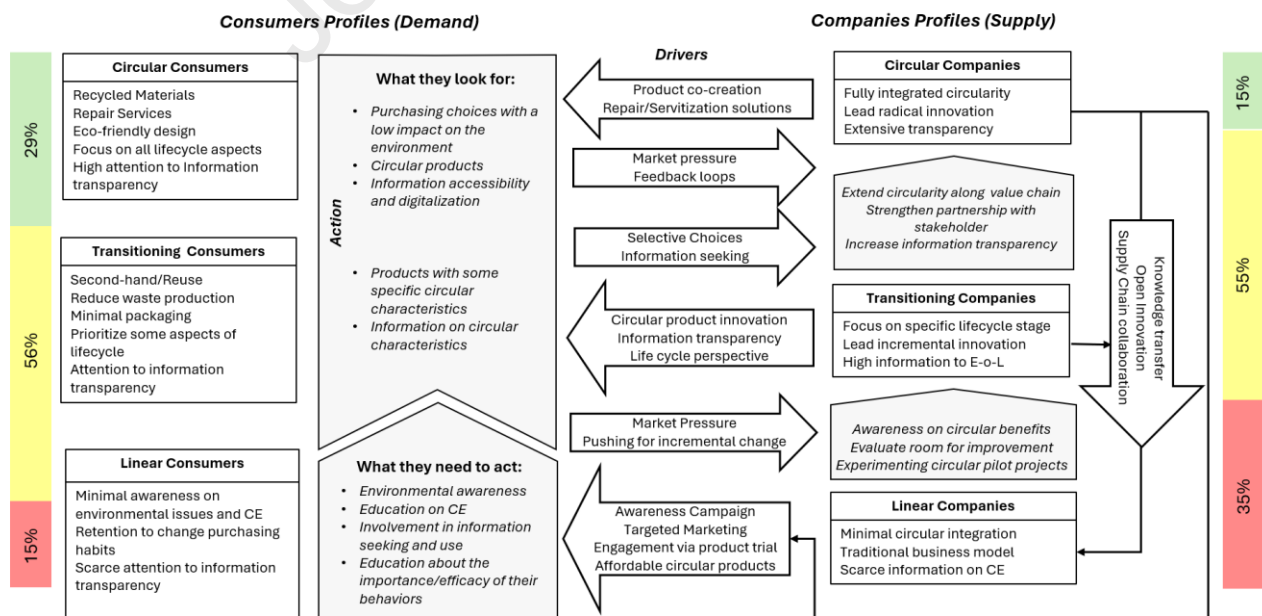 Consumers Profiles (Demand)
Companies Profiles (Supply)
29%
56%
15%
Circular Consumers
Recycled Materials
Repair Services
Eco-friendly design
Focus on all lifecycle aspects
High attention to Information
transparency
Transitioning Consumers
Second-hand/Reuse
Reduce waste production
Minimal packaging
Prioritize some aspects of
lifecycle
Attention to information
transparency
Linear Consumers
Minimal awareness on
environmental issues and CE
Retention to change purchasing
habits
Scarce attention to information
transparency
Action
What they look for:
• Purchasing choices with a
low impact on the
environment
• Circular products
• Information accessibility
and digitalization
• Products with some
specific circular
characteristics
• Information on circular
characteristics
What they need to act:
• Environmental awareness
• Education on CE
• Involvement in information
seeking and use
• Education about the
importance/efficacy of their
behaviors
Drivers
Product co-creation
Repair/Servitization solutions
Market pressure
Feedback loops
Selective Choices
Information seeking
Circular product innovation
Information transparency
Life cycle perspective
Market Pressure
Pushing for incremental change
Awareness Campaign
Targeted Marketing
Engagement via product trial
Affordable circular products
Circular Companies
Fully integrated circularity
Lead radical innovation
Extensive transparency
Extend circularity along value chain
Strengthen partnership with
stakeholder
Increase information transparency
Transitioning Companies
Focus on specific lifecycle stage
Lead incremental innovation
High information to E-o-L
Awareness on circular benefits
Evaluate room for improvement
Experimenting circular pilot projects
Linear Companies
Minimal circular integration
Traditional business model
Scarce information on CE
Knowledge transfer
Open Innovation
Supply Chain collaboration
15%
55%
35%